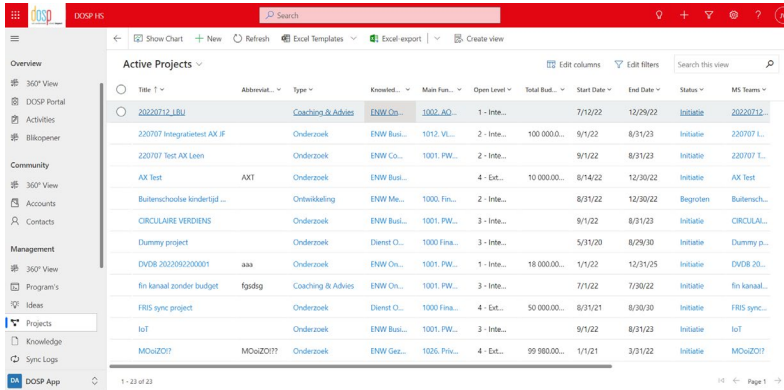 dosp DOSP HS Search
Show Chart New Refresh Excel Templates Excel-export Create view
Overview
360° View
DOSP Portal
Activities
Blikopener
Community
360° View
Accounts
Contacts
Management
360° View
Program's
Ideas
Projects
Knowledge
Sync Logs
DA DOSP App
Active Projects Edit columns Edit filters Search this view
Title ↑ Abbreviat... Type Knowled... Main Fun... Open Level Total Bud... Start Date End Date Status MS Teams
20220712_LBU Coaching & Advies ENW On... 1002. AO... 1 - Inte... 7/12/22 12/29/22 Initiatie 20220712...
220707 Integratietest AX JF Onderzoek ENW Busi... 1012. VL... 2 - Inte... 100 000.0... 9/1/22 8/31/23 Initiatie 220707 I...
220707 Test AX Leen Onderzoek ENW Co... 1001. PW... 2 - Inte... 9/1/22 8/31/23 Initiatie 220707 T...
AX Test AXT Onderzoek ENW Busi... 4 - Ext... 10 000.00... 8/14/22 12/30/22 Initiatie AX Test
Buitenschoolse kindertijd ... Ontwikkeling ENW Me... 1000. Fin... 2 - Inte... 8/31/22 12/30/22 Begroten Buitensch...
CIRCULAIRE VERDIENS Onderzoek ENW Busi... 1001. PW... 3 - Inte... 9/1/22 8/31/23 Initiatie CIRCULAI...
Dummy project Onderzoek Dienst O... 1000 Fina... 3 - Inte... 5/31/20 8/29/30 Initiatie Dummy p...
DVDB 2022092200001 aaa Onderzoek ENW On... 1001. PW... 1 - Inte... 18 000.00... 1/1/22 12/31/25 Initiatie DVDB 20...
fin kanaal zonder budget fgsdsg Coaching & Advies ENW On... 1001. PW... 3 - Inte... 7/1/22 7/30/22 Initiatie fin kanaal...
FRIS sync project Onderzoek Dienst O... 1000 Fina... 4 - Ext... 50 000.00... 8/31/21 8/30/30 Initiatie FRIS sync...
IoT Onderzoek ENW Busi... 1001. PW... 3 - Inte... 9/1/22 8/31/23 Initiatie IoT
MOoiZO!? MOoiZO!?? Onderzoek ENW Gez... 1026. Priv... 4 - Ext... 99 980.00... 1/1/21 3/31/22 Initiatie MOoiZO!?
1 - 23 of 23 Page 1